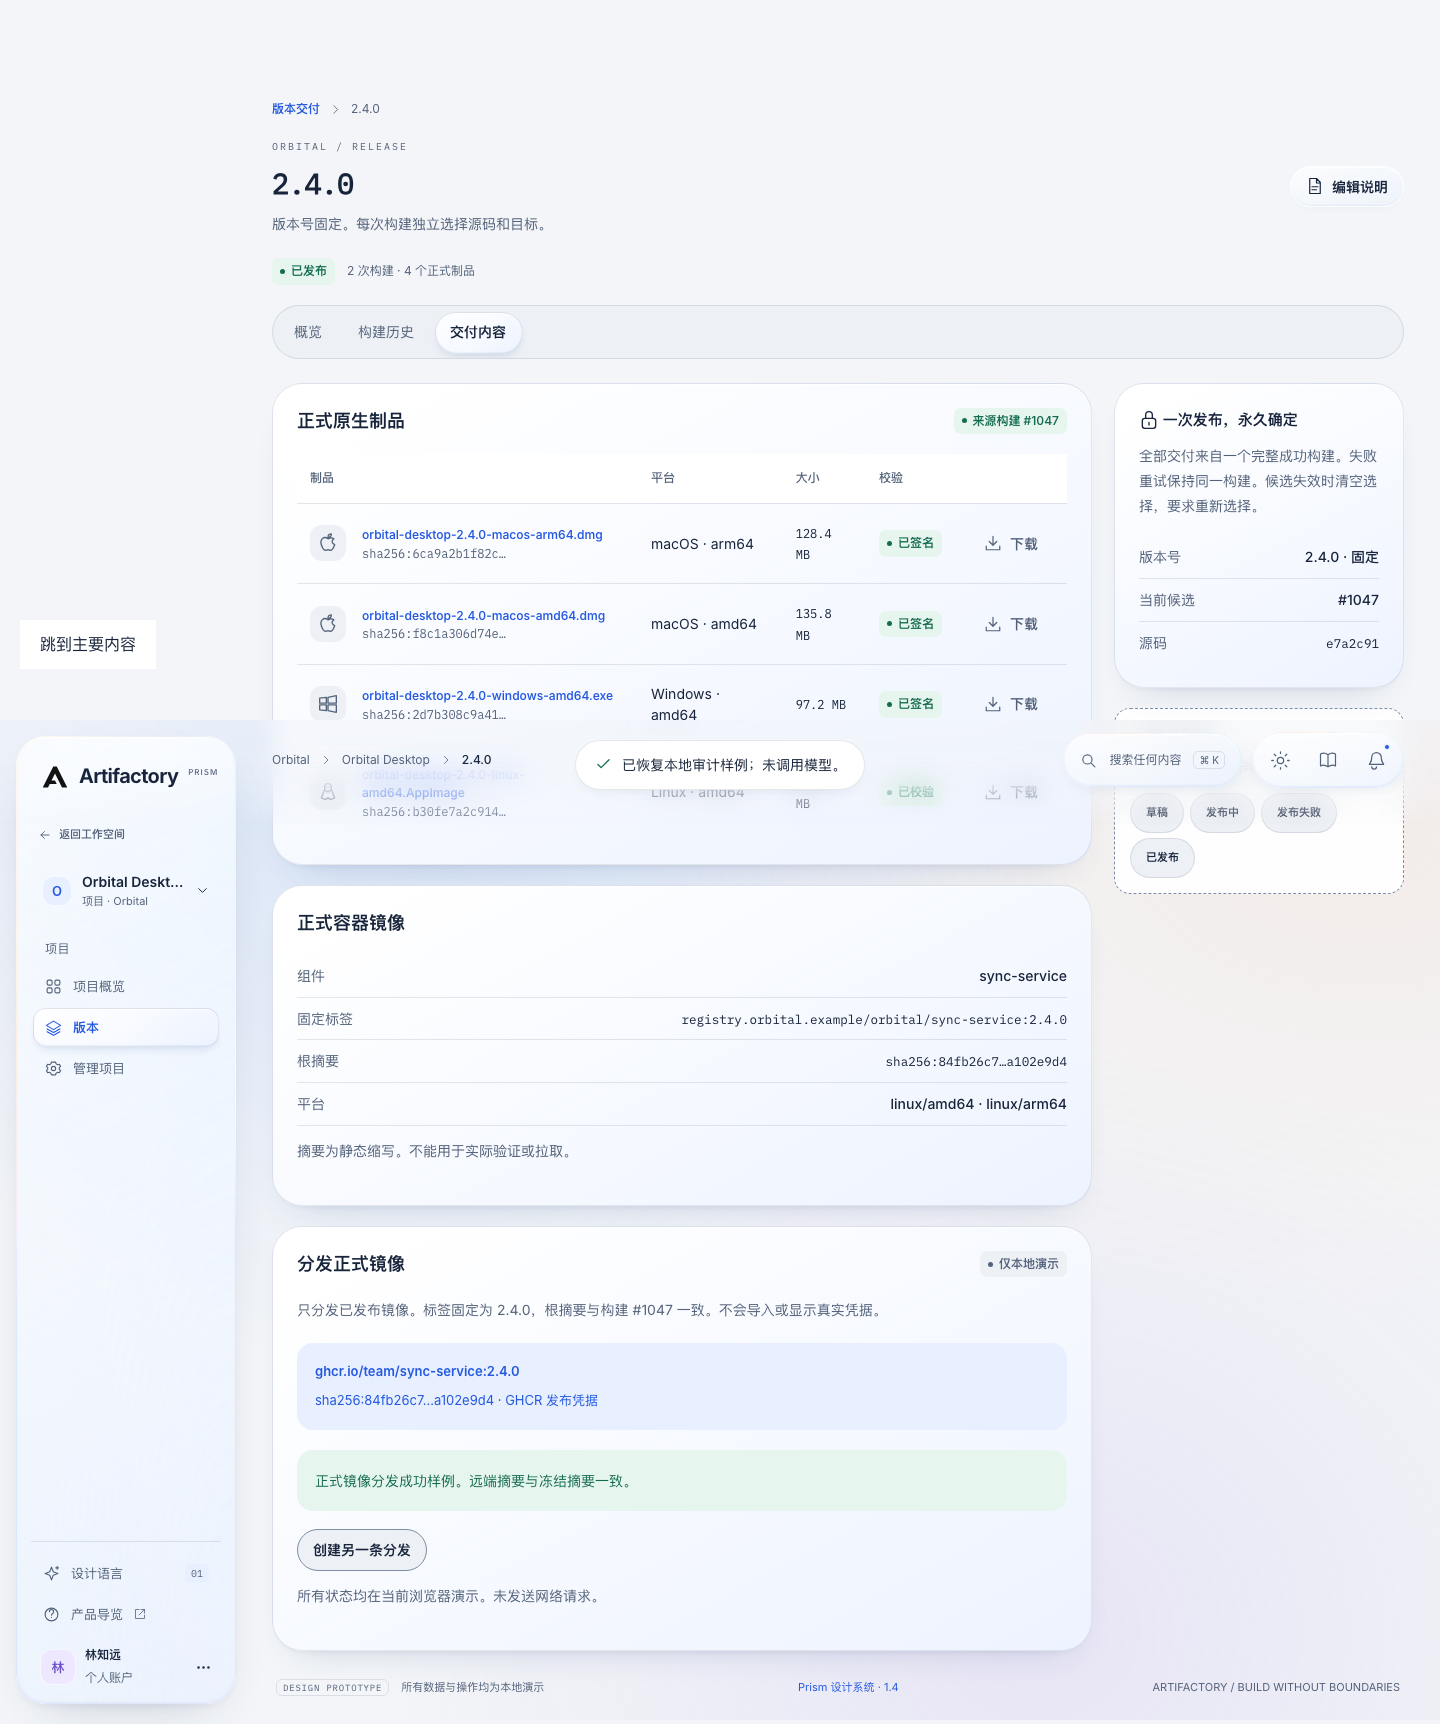 版本交付 2.4.0
ORBITAL / RELEASE
2.4.0
编辑说明
版本号固定。每次构建独立选择源码和目标。
已发布 2 次构建 · 4 个正式制品
概览 构建历史 交付内容
正式原生制品 来源构建 #1047
制品 平台 大小 校验
orbital-desktop-2.4.0-macos-arm64.dmg
sha256:6ca9a2b1f82c…
macOS · arm64
128.4
MB
已签名
下载
orbital-desktop-2.4.0-macos-amd64.dmg
sha256:f8c1a306d74e…
macOS · amd64
135.8
MB
已签名
下载
orbital-desktop-2.4.0-windows-amd64.exe
sha256:2d7b308c9a41…
Windows ·
amd64
97.2 MB
已签名
下载
orbital-desktop-2.4.0-linux-
amd64.AppImage
sha256:b30fe7a2c914…
Linux · amd64
MB
已校验
下载
一次发布，永久确定
全部交付来自一个完整成功构建。失败
重试保持同一构建。候选失效时清空选
择，要求重新选择。
版本号 2.4.0 · 固定
当前候选 #1047
源码 e7a2c91
草稿 发布中 发布失败
已发布
跳到主要内容
Orbital Orbital Desktop 2.4.0
已恢复本地审计样例；未调用模型。
搜索任何内容 ⌘ K
Artifactory PRISM
返回工作空间
O
Orbital Deskt...
项目 · Orbital
项目
项目概览
版本
管理项目
设计语言 01
产品导览
林
林知远
个人账户
正式容器镜像
组件 sync-service
固定标签 registry.orbital.example/orbital/sync-service:2.4.0
根摘要 sha256:84fb26c7…a102e9d4
平台 linux/amd64 · linux/arm64
摘要为静态缩写。不能用于实际验证或拉取。
分发正式镜像 仅本地演示
只分发已发布镜像。标签固定为 2.4.0，根摘要与构建 #1047 一致。不会导入或显示真实凭据。
ghcr.io/team/sync-service:2.4.0
sha256:84fb26c7…a102e9d4 · GHCR 发布凭据
正式镜像分发成功样例。远端摘要与冻结摘要一致。
创建另一条分发
所有状态均在当前浏览器演示。未发送网络请求。
DESIGN PROTOTYPE 所有数据与操作均为本地演示
Prism 设计系统 · 1.4
ARTIFACTORY / BUILD WITHOUT BOUNDARIES